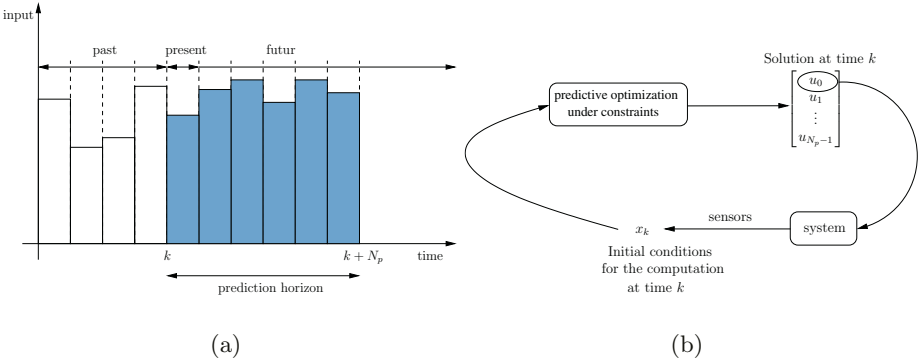 input
past
present
futur
k
k + N_p
time
prediction horizon
(a)
predictive optimization
under constraints
Solution at time k
u_0
u_1
⋮
u_{N_p−1}
sensors
system
x_k
Initial conditions
for the computation
at time k
(b)